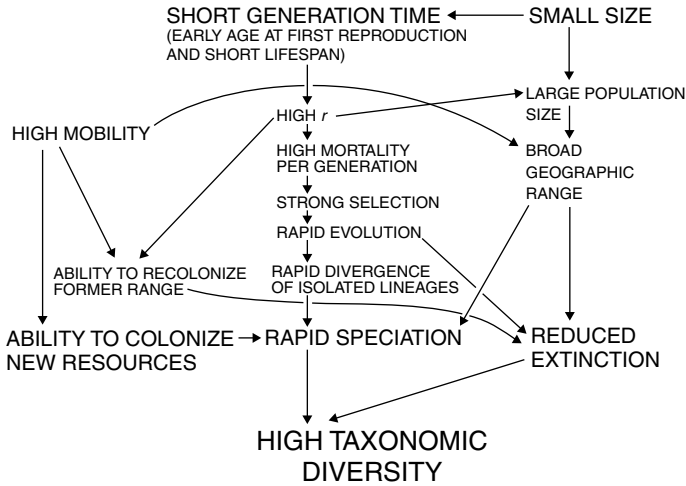 SHORT GENERATION TIME
(EARLY AGE AT FIRST REPRODUCTION
AND SHORT LIFESPAN)
SMALL SIZE
HIGH r
LARGE POPULATION
SIZE
HIGH MOBILITY
HIGH MORTALITY
PER GENERATION
BROAD
GEOGRAPHIC
RANGE
STRONG SELECTION
RAPID EVOLUTION
ABILITY TO RECOLONIZE
FORMER RANGE
RAPID DIVERGENCE
OF ISOLATED LINEAGES
ABILITY TO COLONIZE
NEW RESOURCES
RAPID SPECIATION
REDUCED
EXTINCTION
HIGH TAXONOMIC
DIVERSITY